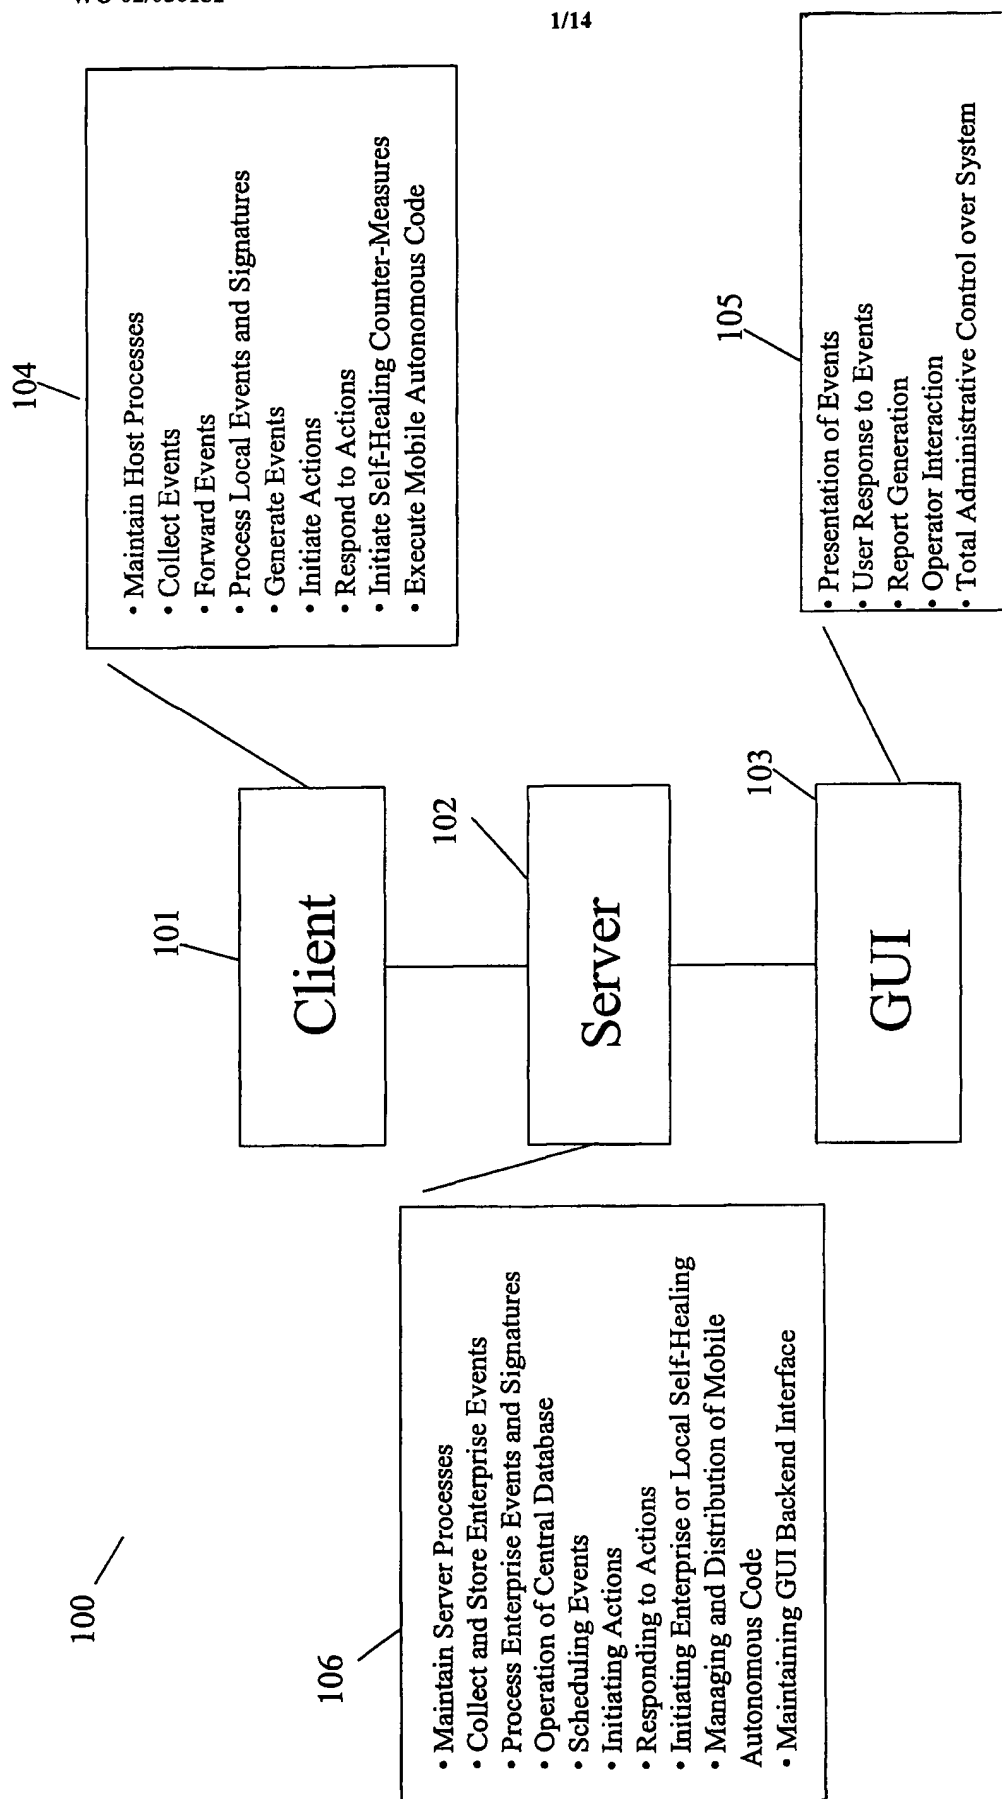 1/14
100
101
Client
102
Server
103
GUI
104
• Maintain Host Processes
• Collect Events
• Forward Events
• Process Local Events and Signatures
• Generate Events
• Initiate Actions
• Respond to Actions
• Initiate Self-Healing Counter-Measures
• Execute Mobile Autonomous Code
105
• Presentation of Events
• User Response to Events
• Report Generation
• Operator Interaction
• Total Administrative Control over System
106
• Maintain Server Processes
• Collect and Store Enterprise Events
• Process Enterprise Events and Signatures
• Operation of Central Database
• Scheduling Events
• Initiating Actions
• Responding to Actions
• Initiating Enterprise or Local Self-Healing
• Managing and Distribution of Mobile
Autonomous Code
• Maintaining GUI Backend Interface